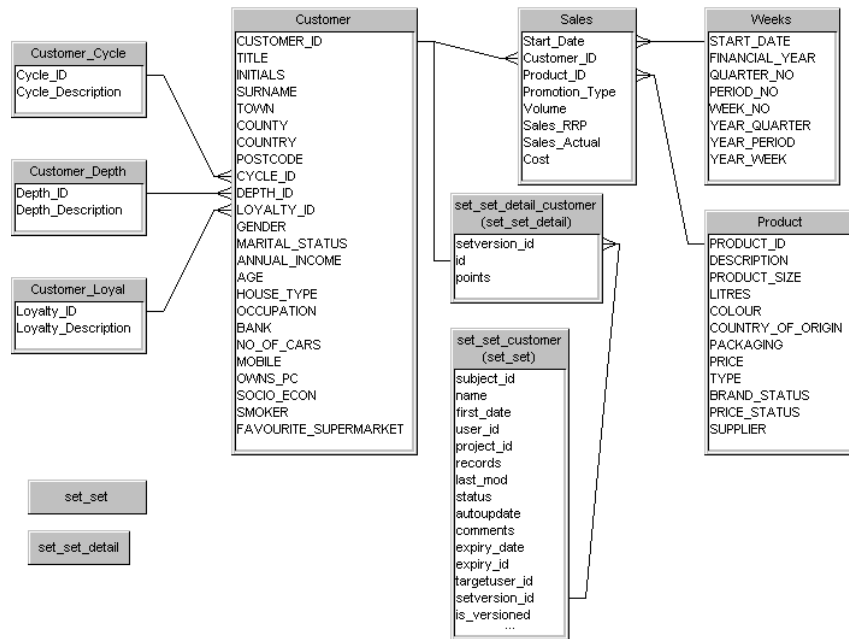 Customer_Cycle
Cycle_ID
Cycle_Description
Customer_Depth
Depth_ID
Depth_Description
Customer_Loyal
Loyalty_ID
Loyalty_Description
set_set
set_set_detail
Customer
CUSTOMER_ID
TITLE
INITIALS
SURNAME
TOWN
COUNTY
COUNTRY
POSTCODE
CYCLE_ID
DEPTH_ID
LOYALTY_ID
GENDER
MARITAL_STATUS
ANNUAL_INCOME
AGE
HOUSE_TYPE
OCCUPATION
BANK
NO_OF_CARS
MOBILE
OWNS_PC
SOCIO_ECON
SMOKER
FAVOURITE_SUPERMARKET
Sales
Start_Date
Customer_ID
Product_ID
Promotion_Type
Volume
Sales_RRP
Sales_Actual
Cost
set_set_detail_customer
(set_set_detail)
setversion_id
id
points
set_set_customer
(set_set)
subject_id
name
first_date
user_id
project_id
records
last_mod
status
autoupdate
comments
expiry_date
expiry_id
targetuser_id
setversion_id
is_versioned
...
Weeks
START_DATE
FINANCIAL_YEAR
QUARTER_NO
PERIOD_NO
WEEK_NO
YEAR_QUARTER
YEAR_PERIOD
YEAR_WEEK
Product
PRODUCT_ID
DESCRIPTION
PRODUCT_SIZE
LITRES
COLOUR
COUNTRY_OF_ORIGIN
PACKAGING
PRICE
TYPE
BRAND_STATUS
PRICE_STATUS
SUPPLIER